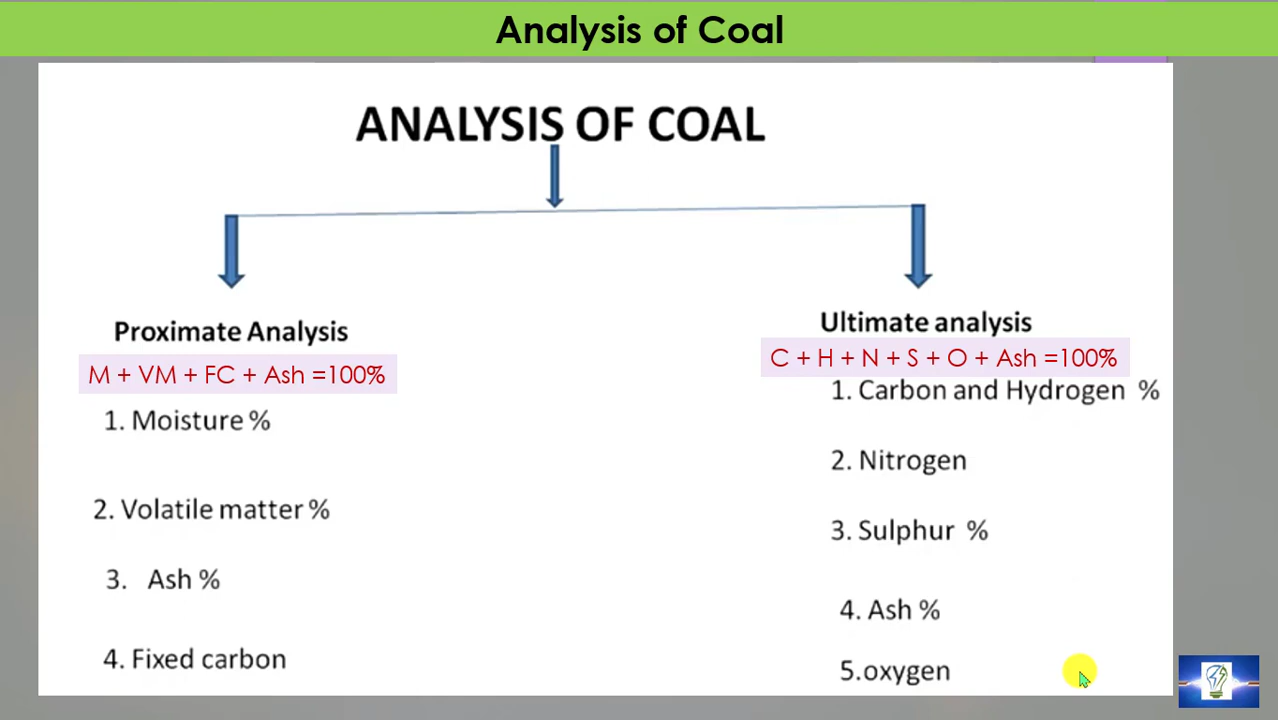 Analysis of Coal
ANALYSIS OF COAL
Proximate Analysis
M + VM + FC + Ash =100%
1. Moisture %
2. Volatile matter %
3. Ash %
4. Fixed carbon
Ultimate analysis
C + H + N + S + O + Ash =100%
1. Carbon and Hydrogen %
2. Nitrogen
3. Sulphur %
4. Ash %
5.oxygen